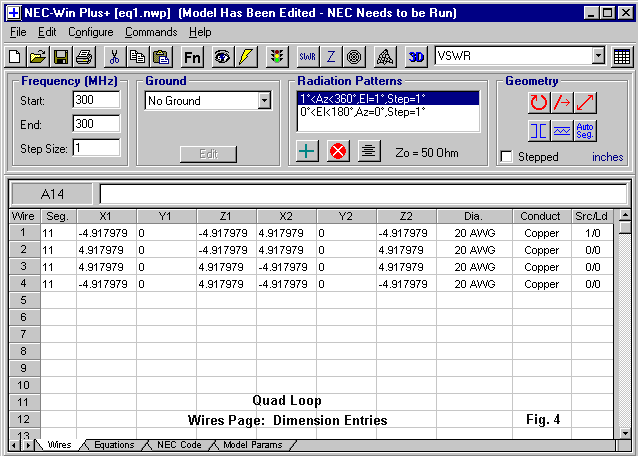 NEC-Win Plus+ [eq1.nwp] (Model Has Been Edited - NEC Needs to be Run)
File Edit Configure Commands Help
Fn SWR Z 3D VSWR
Frequency (MHz) Ground Radiation Patterns Geometry
Start: 300 No Ground 1°<Az<360°,El=1°,Step=1°
0°<El<180°,Az=0°,Step=1°
End: 300
Step Size: 1 Edit Zo = 50 Ohm Auto Seg.
Stepped inches
A14
Wire Seg. X1 Y1 Z1 X2 Y2 Z2 Dia. Conduct Src/Ld
1 11 -4.917979 0 -4.917979 4.917979 0 -4.917979 20 AWG Copper 1/0
2 11 4.917979 0 -4.917979 4.917979 0 4.917979 20 AWG Copper 0/0
3 11 4.917979 0 4.917979 -4.917979 0 4.917979 20 AWG Copper 0/0
4 11 -4.917979 0 4.917979 -4.917979 0 -4.917979 20 AWG Copper 0/0
5
6
7
8
9
10
11 Quad Loop
12 Wires Page: Dimension Entries Fig. 4
13
Wires Equations NEC Code Model Params